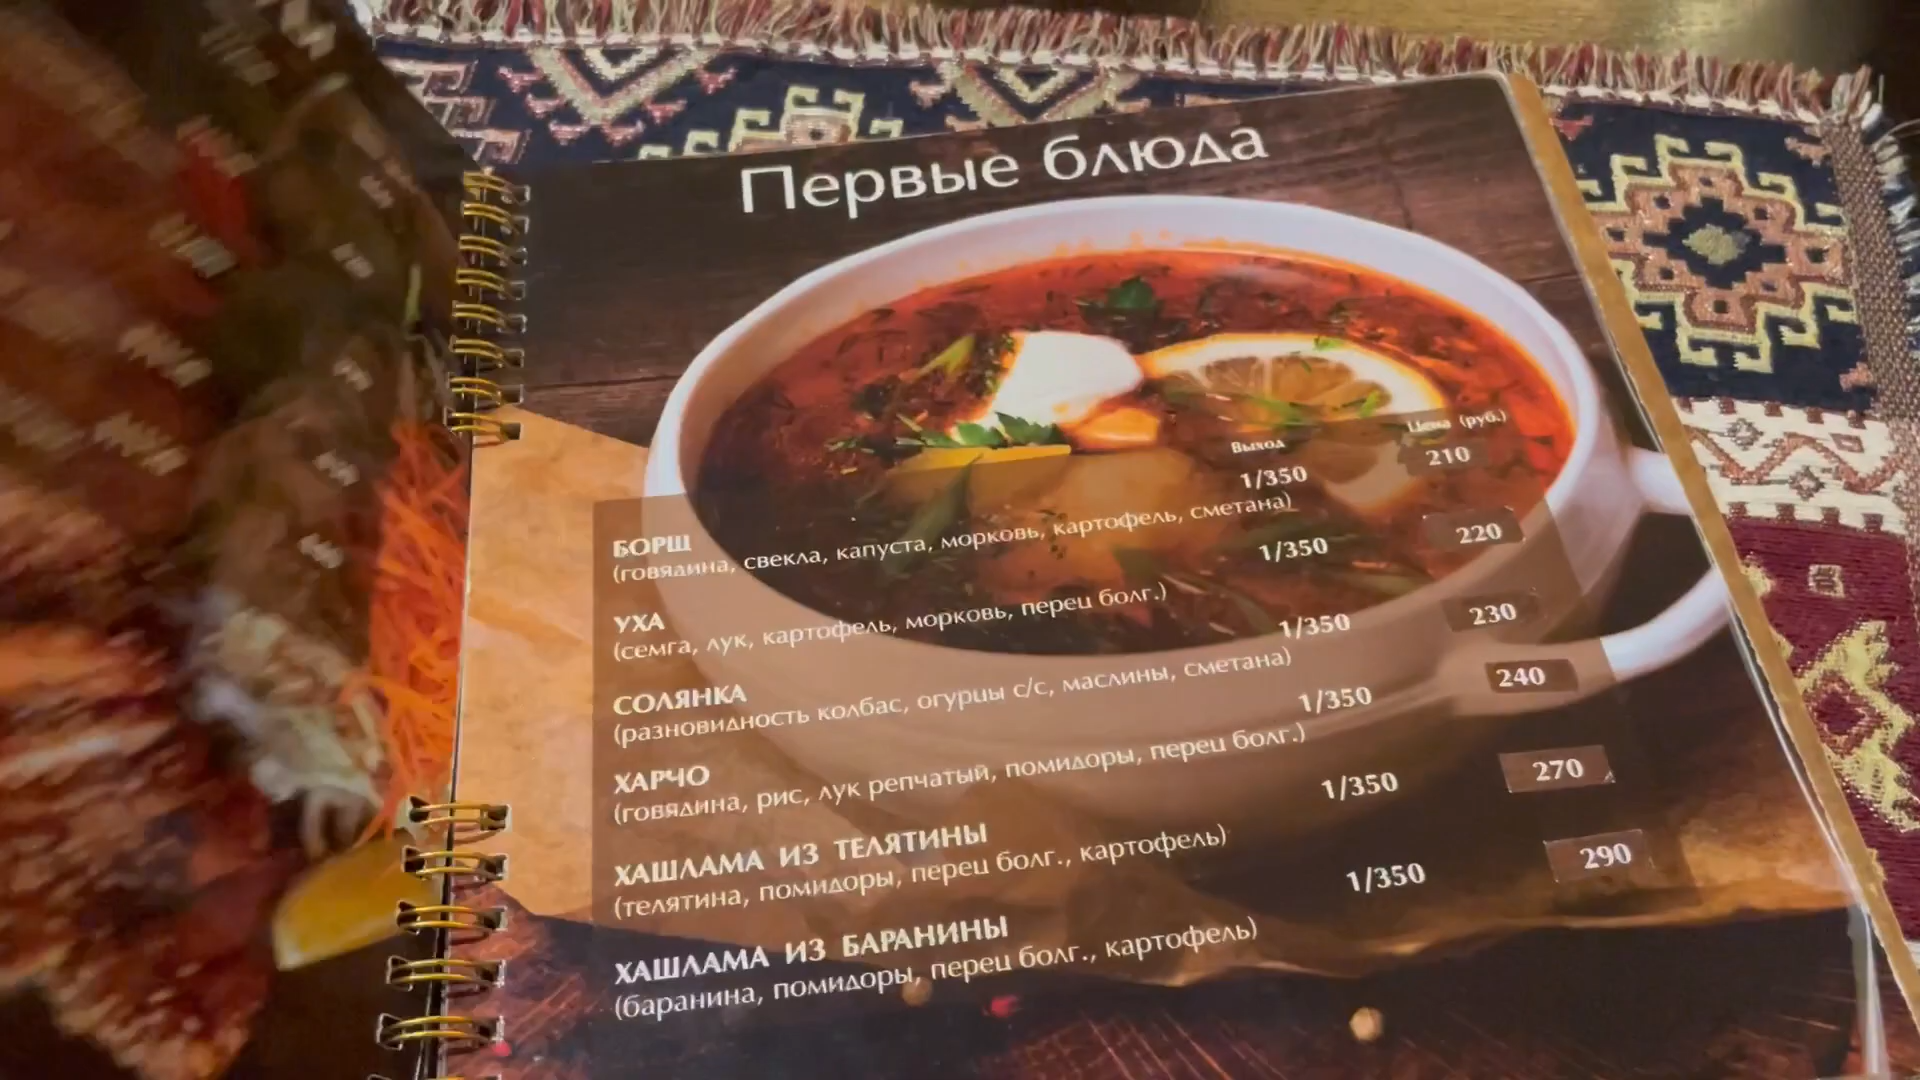 Первые блюда
Выход Цена (руб.)
БОРЩ 1/350 210
(говядина, свекла, капуста, морковь, картофель, сметана)
УХА 1/350 220
(семга, лук, картофель, морковь, перец болг.)
СОЛЯНКА 1/350 230
(разновидность колбас, огурцы с/с, маслины, сметана)
ХАРЧО 1/350 240
(говядина, рис, лук репчатый, помидоры, перец болг.)
ХАШЛАМА ИЗ ТЕЛЯТИНЫ 1/350 270
(телятина, помидоры, перец болг., картофель)
ХАШЛАМА ИЗ БАРАНИНЫ 1/350 290
(баранина, помидоры, перец болг., картофель)